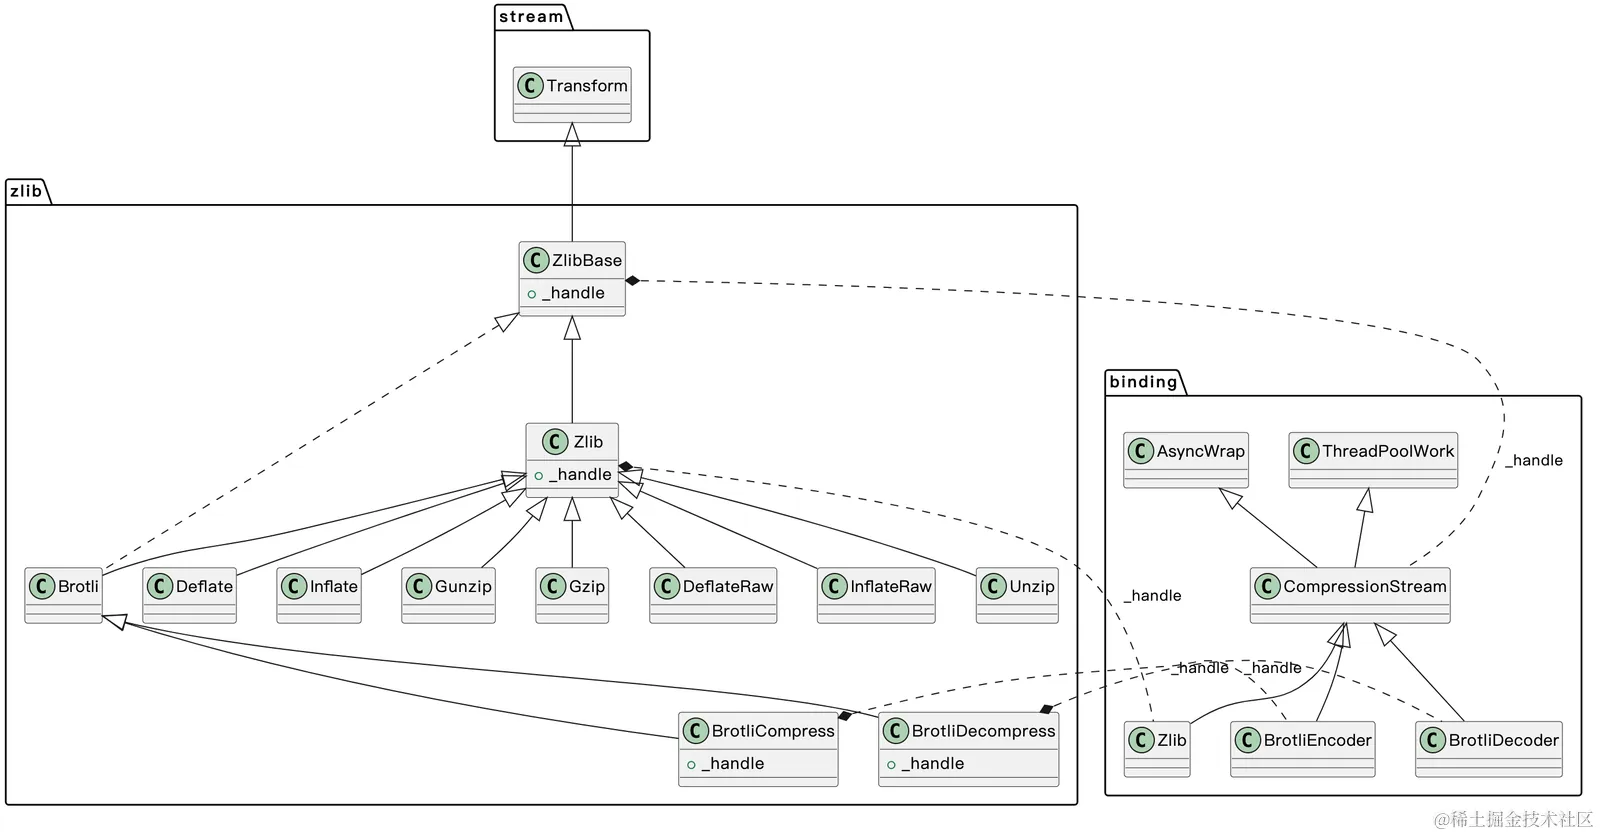 stream
C Transform
zlib
C ZlibBase
_handle
binding
C Zlib
_handle
C AsyncWrap
C ThreadPoolWork
_handle
C Brotli
C Deflate
C Inflate
C Gunzip
C Gzip
C DeflateRaw
C InflateRaw
C Unzip
_handle
C CompressionStream
_handle
_handle
C BrotliCompress
_handle
C BrotliDecompress
_handle
C Zlib
C BrotliEncoder
C BrotliDecoder
@稀土掘金技术社区